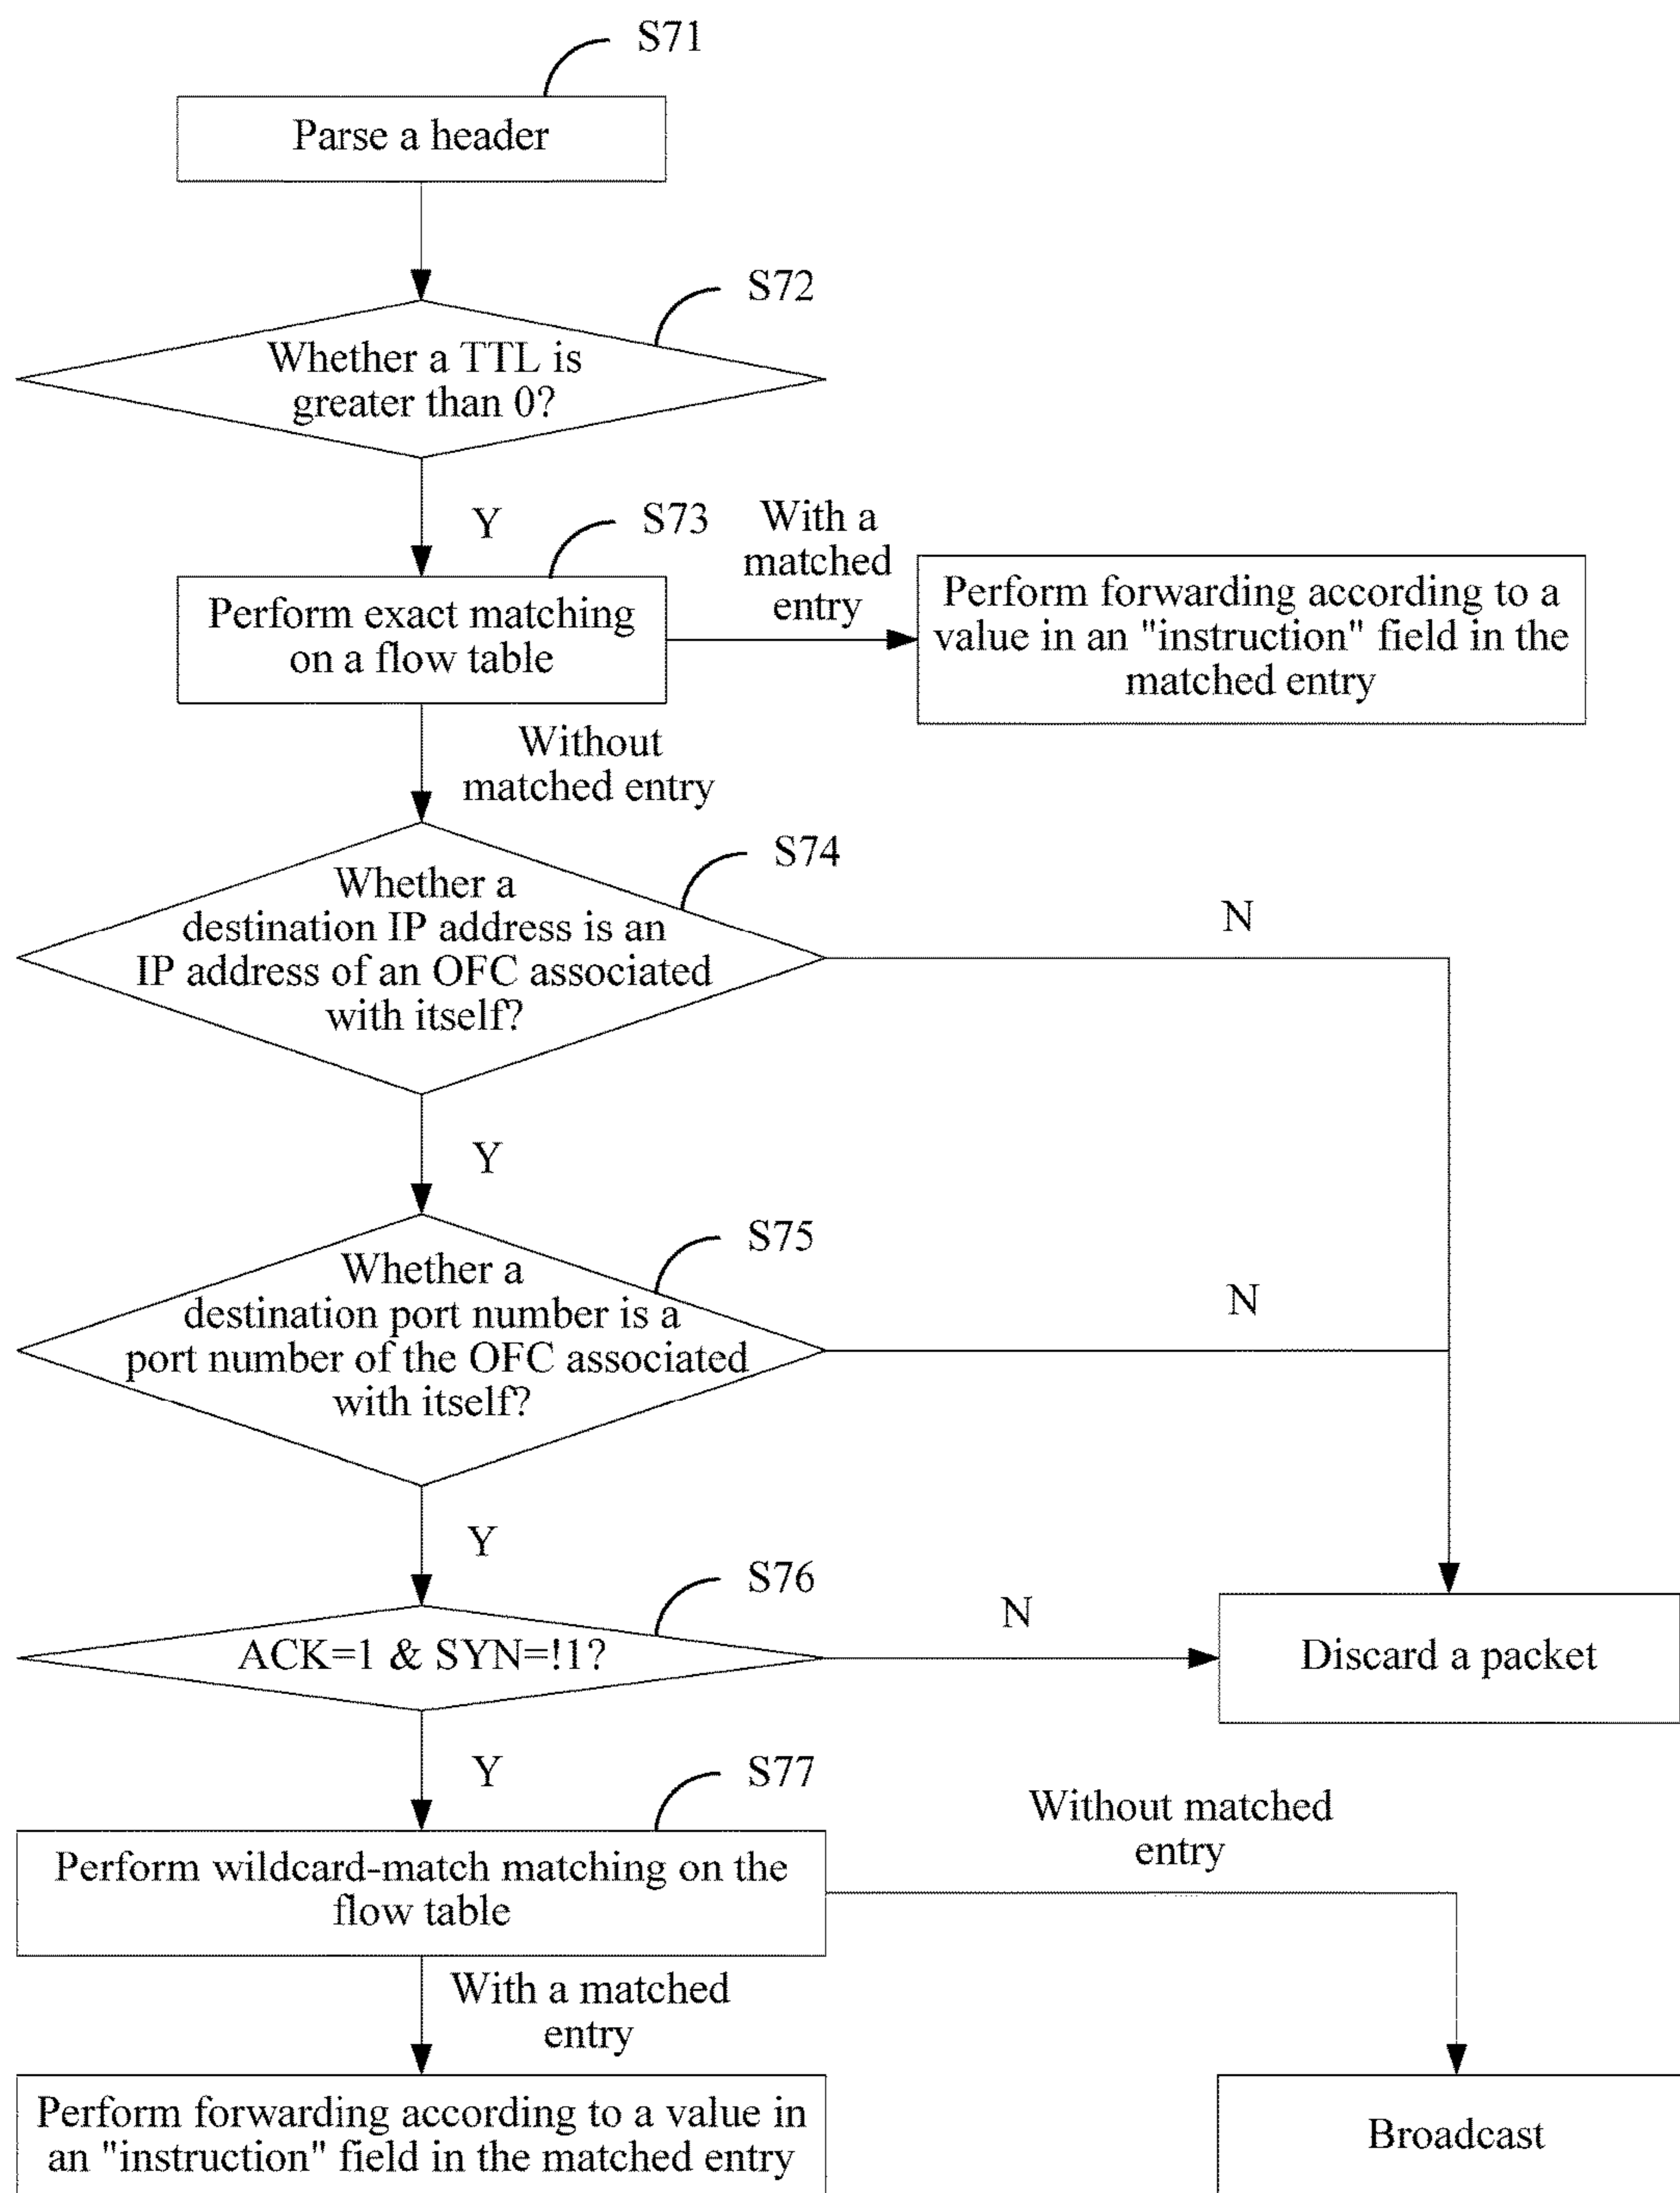 S71
Parse a header
S72
Whether a TTL is
greater than 0?
Y
S73
With a
matched
entry
Perform exact matching
on a flow table
Perform forwarding according to a
value in an "instruction" field in the
matched entry
Without
matched entry
S74
Whether a
destination IP address is an
IP address of an OFC associated
with itself?
N
Y
S75
Whether a
destination port number is a
port number of the OFC associated
with itself?
N
Y
S76
ACK=1 & SYN=!1?
N
Discard a packet
Y
S77
Perform wildcard-match matching on the
flow table
Without matched
entry
With a matched
entry
Perform forwarding according to a value in
an "instruction" field in the matched entry
Broadcast